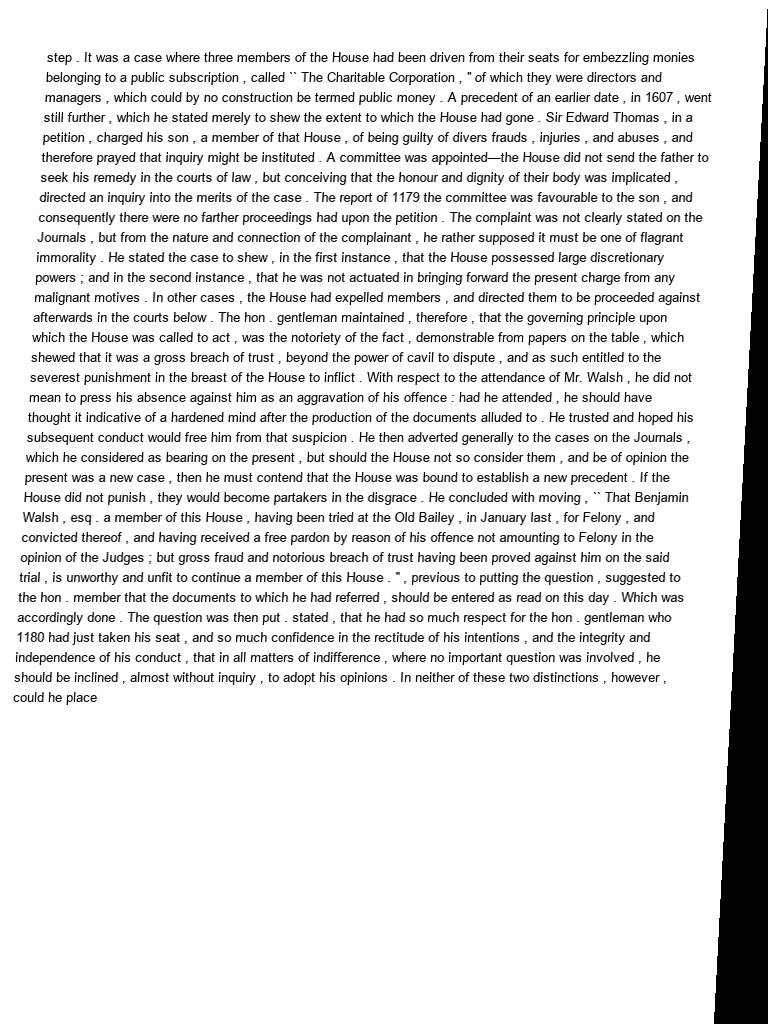 step . It was a case where three members of the House had been driven from their seats for embezzling monies
belonging to a public subscription , called `` The Charitable Corporation , '' of which they were directors and
managers , which could by no construction be termed public money . A precedent of an earlier date , in 1607 , went
still further , which he stated merely to shew the extent to which the House had gone . Sir Edward Thomas , in a
petition , charged his son , a member of that House , of being guilty of divers frauds , injuries , and abuses , and
therefore prayed that inquiry might be instituted . A committee was appointed—the House did not send the father to
seek his remedy in the courts of law , but conceiving that the honour and dignity of their body was implicated ,
directed an inquiry into the merits of the case . The report of 1179 the committee was favourable to the son , and
consequently there were no farther proceedings had upon the petition . The complaint was not clearly stated on the
Journals , but from the nature and connection of the complainant , he rather supposed it must be one of flagrant
immorality . He stated the case to shew , in the first instance , that the House possessed large discretionary
powers ; and in the second instance , that he was not actuated in bringing forward the present charge from any
malignant motives . In other cases , the House had expelled members , and directed them to be proceeded against
afterwards in the courts below . The hon . gentleman maintained , therefore , that the governing principle upon
which the House was called to act , was the notoriety of the fact , demonstrable from papers on the table , which
shewed that it was a gross breach of trust , beyond the power of cavil to dispute , and as such entitled to the
severest punishment in the breast of the House to inflict . With respect to the attendance of Mr. Walsh , he did not
mean to press his absence against him as an aggravation of his offence : had he attended , he should have
thought it indicative of a hardened mind after the production of the documents alluded to . He trusted and hoped his
subsequent conduct would free him from that suspicion . He then adverted generally to the cases on the Journals ,
which he considered as bearing on the present , but should the House not so consider them , and be of opinion the
present was a new case , then he must contend that the House was bound to establish a new precedent . If the
House did not punish , they would become partakers in the disgrace . He concluded with moving , `` That Benjamin
Walsh , esq . a member of this House , having been tried at the Old Bailey , in January last , for Felony , and
convicted thereof , and having received a free pardon by reason of his offence not amounting to Felony in the
opinion of the Judges ; but gross fraud and notorious breach of trust having been proved against him on the said
trial , is unworthy and unfit to continue a member of this House . '' , previous to putting the question , suggested to
the hon . member that the documents to which he had referred , should be entered as read on this day . Which was
accordingly done . The question was then put . stated , that he had so much respect for the hon . gentleman who
1180 had just taken his seat , and so much confidence in the rectitude of his intentions , and the integrity and
independence of his conduct , that in all matters of indifference , where no important question was involved , he
should be inclined , almost without inquiry , to adopt his opinions . In neither of these two distinctions , however ,
could he place